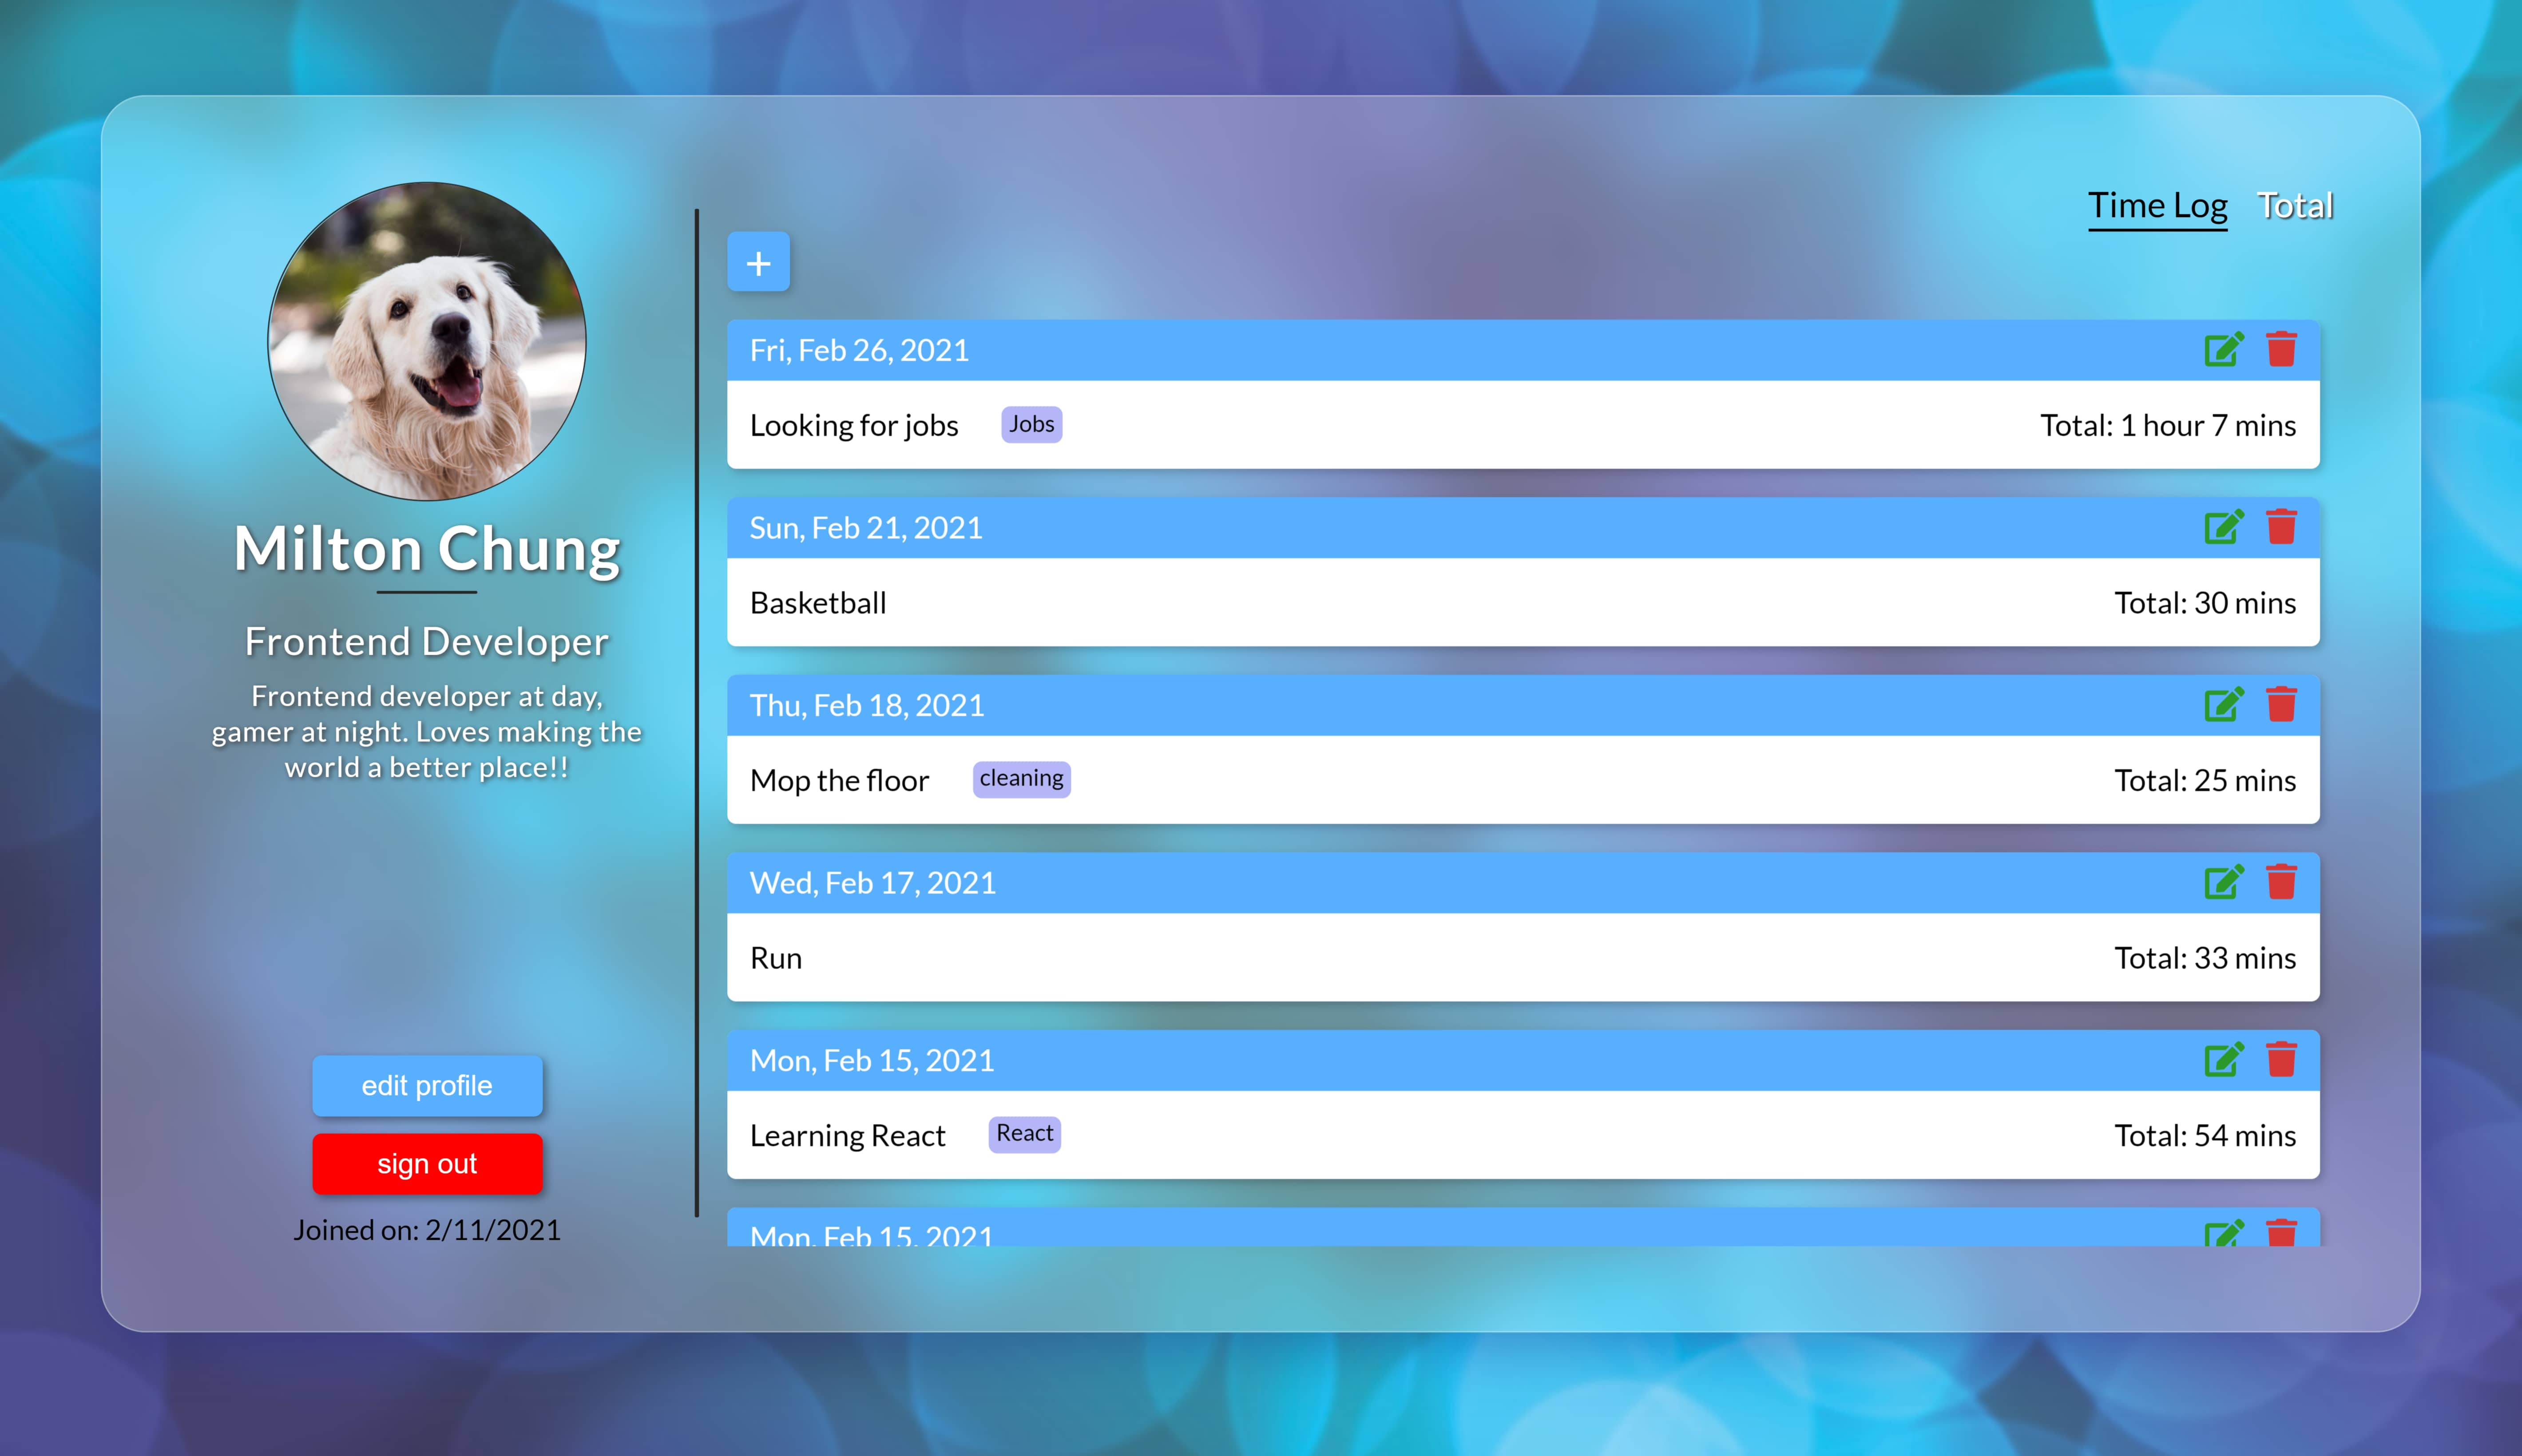 Time Log Total
+
Milton Chung
Frontend Developer
Frontend developer at day,
gamer at night. Loves making the
world a better place!!
edit profile
sign out
Joined on: 2/11/2021
Fri, Feb 26, 2021
Looking for jobs Jobs Total: 1 hour 7 mins
Sun, Feb 21, 2021
Basketball Total: 30 mins
Thu, Feb 18, 2021
Mop the floor cleaning Total: 25 mins
Wed, Feb 17, 2021
Run Total: 33 mins
Mon, Feb 15, 2021
Learning React React Total: 54 mins
Mon, Feb 15, 2021